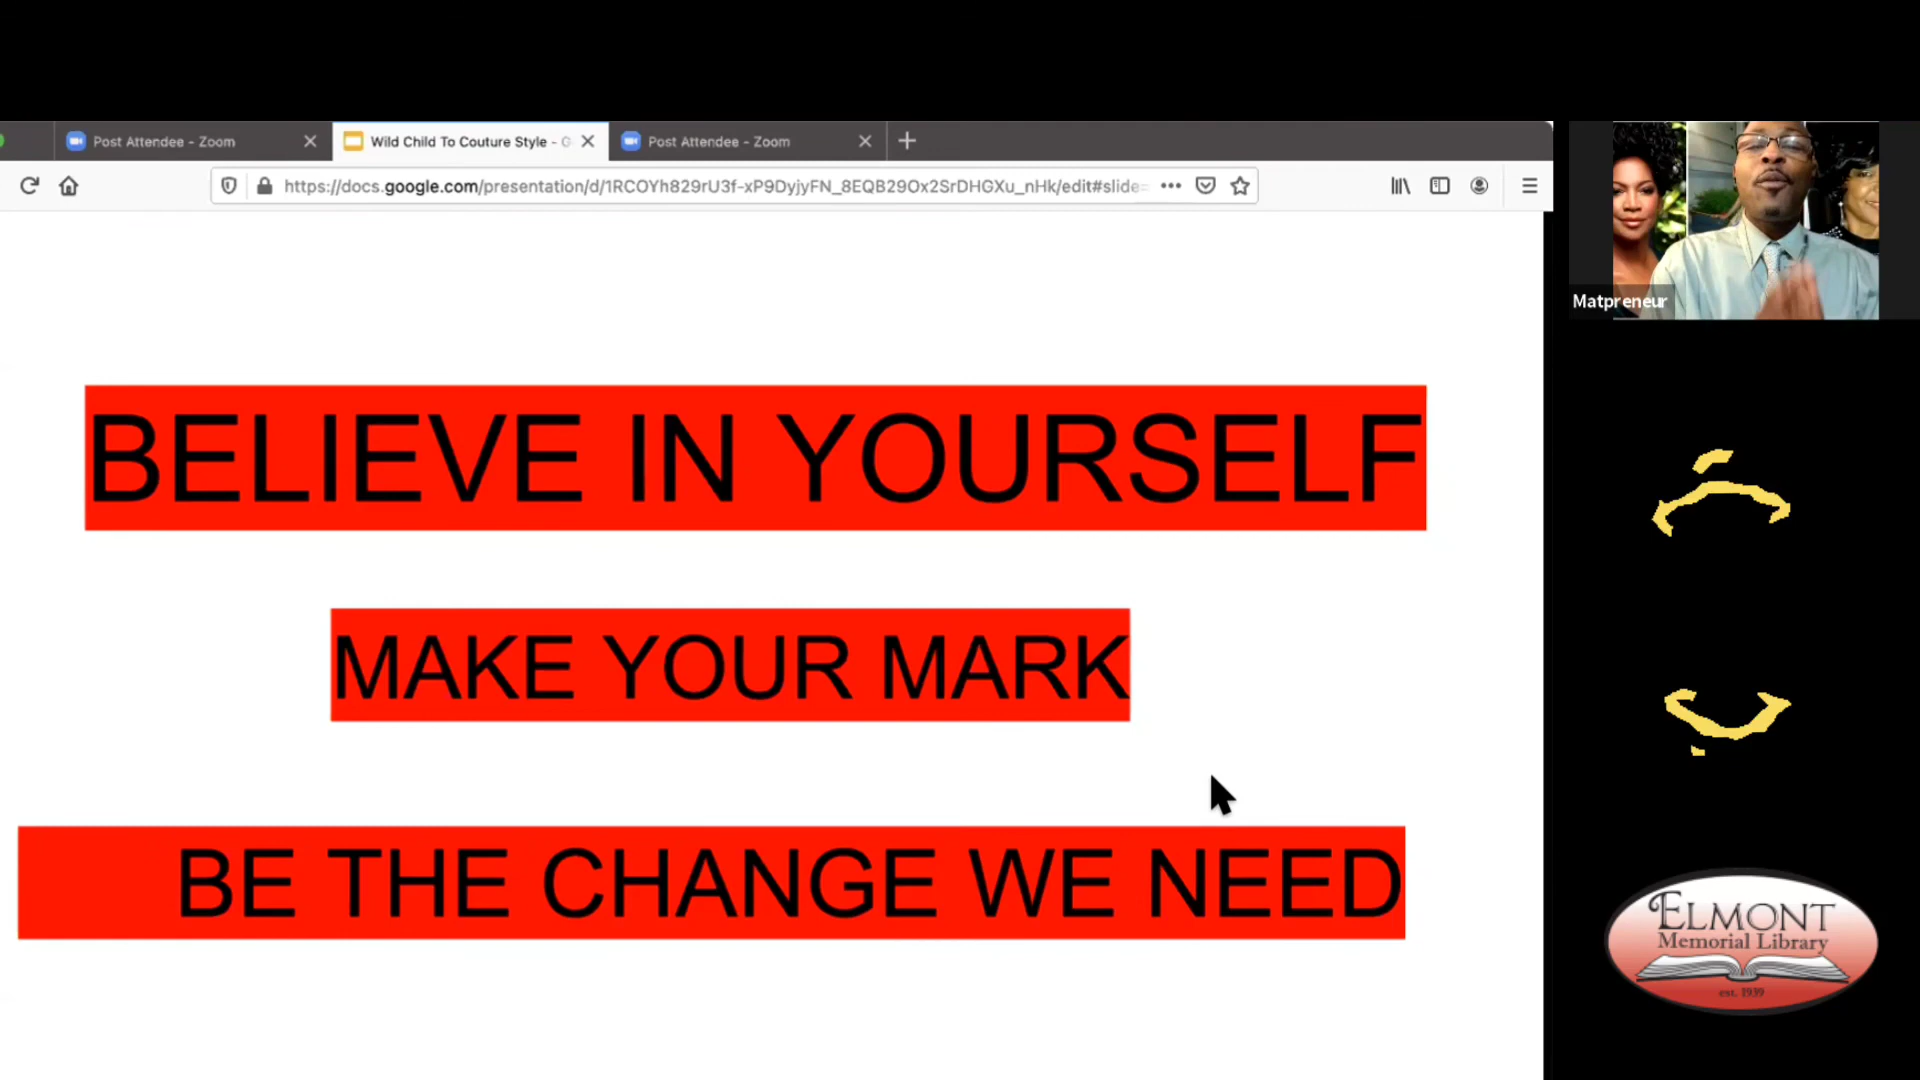 Post Attendee - Zoom
Wild Child To Couture Style - G
Post Attendee - Zoom
https://docs.google.com/presentation/d/1RCOYh829rU3f-xP9DyjyFN_8EQB29Ox2SrDHGXu_nHk/edit#slide=
Matpreneur
BELIEVE IN YOURSELF
MAKE YOUR MARK
BE THE CHANGE WE NEED
ELMONT
Memorial Library
est. 1939